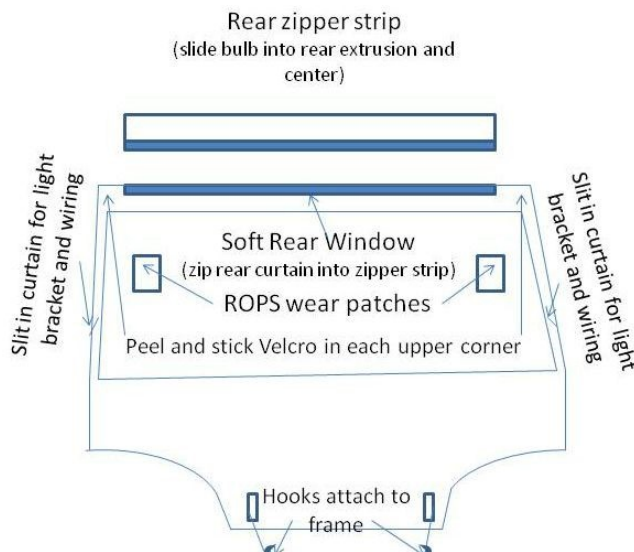 Rear zipper strip
(slide bulb into rear extrusion and
center)
Slit in curtain for light
bracket and wiring
Slit in curtain for light
bracket and wiring
Soft Rear Window
(zip rear curtain into zipper strip)
ROPS wear patches
Peel and stick Velcro in each upper corner
Hooks attach to
frame